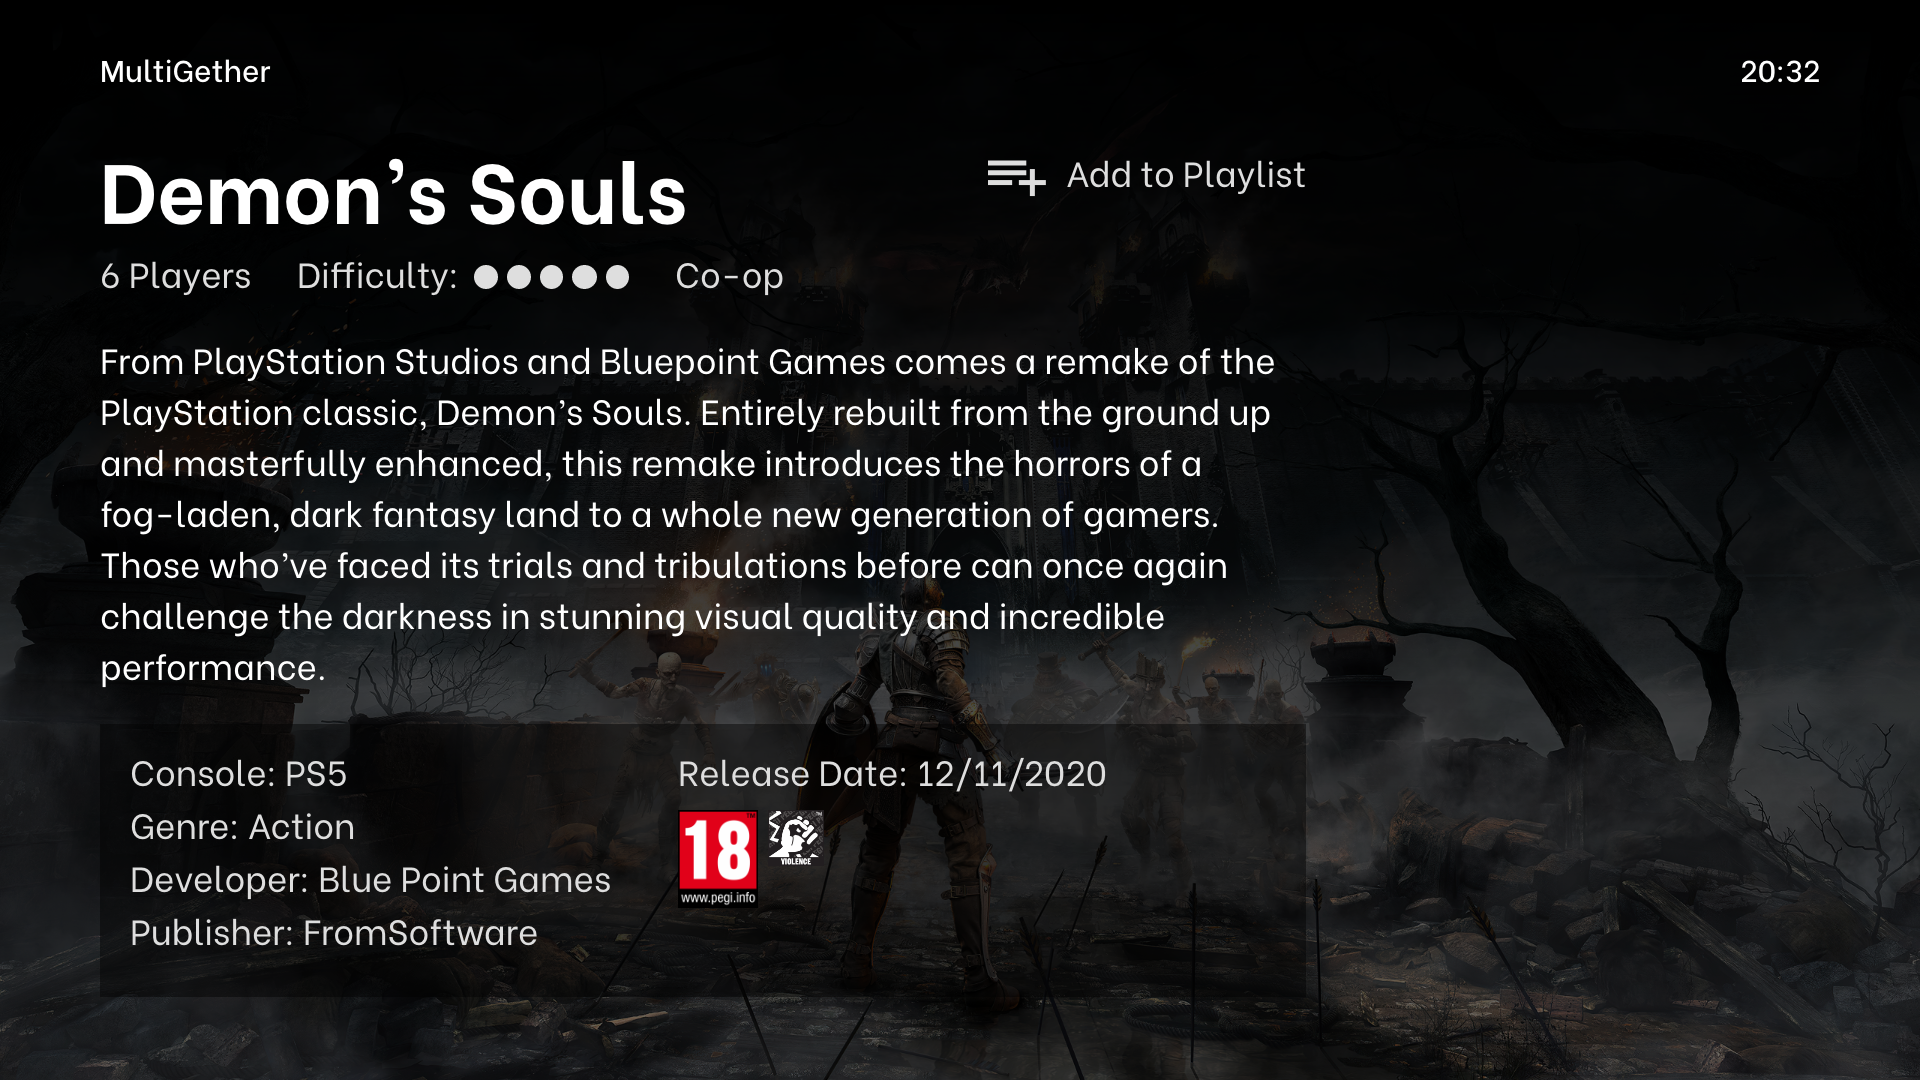 MultiGether
20:32
Demon’s Souls
Add to Playlist
6 Players Difficulty: Co-op
From PlayStation Studios and Bluepoint Games comes a remake of the
PlayStation classic, Demon’s Souls. Entirely rebuilt from the ground up
and masterfully enhanced, this remake introduces the horrors of a
fog-laden, dark fantasy land to a whole new generation of gamers.
Those who’ve faced its trials and tribulations before can once again
challenge the darkness in stunning visual quality and incredible
performance.
Console: PS5
Genre: Action
Developer: Blue Point Games
Publisher: FromSoftware
Release Date: 12/11/2020
18
www.pegi.info
VIOLENCE